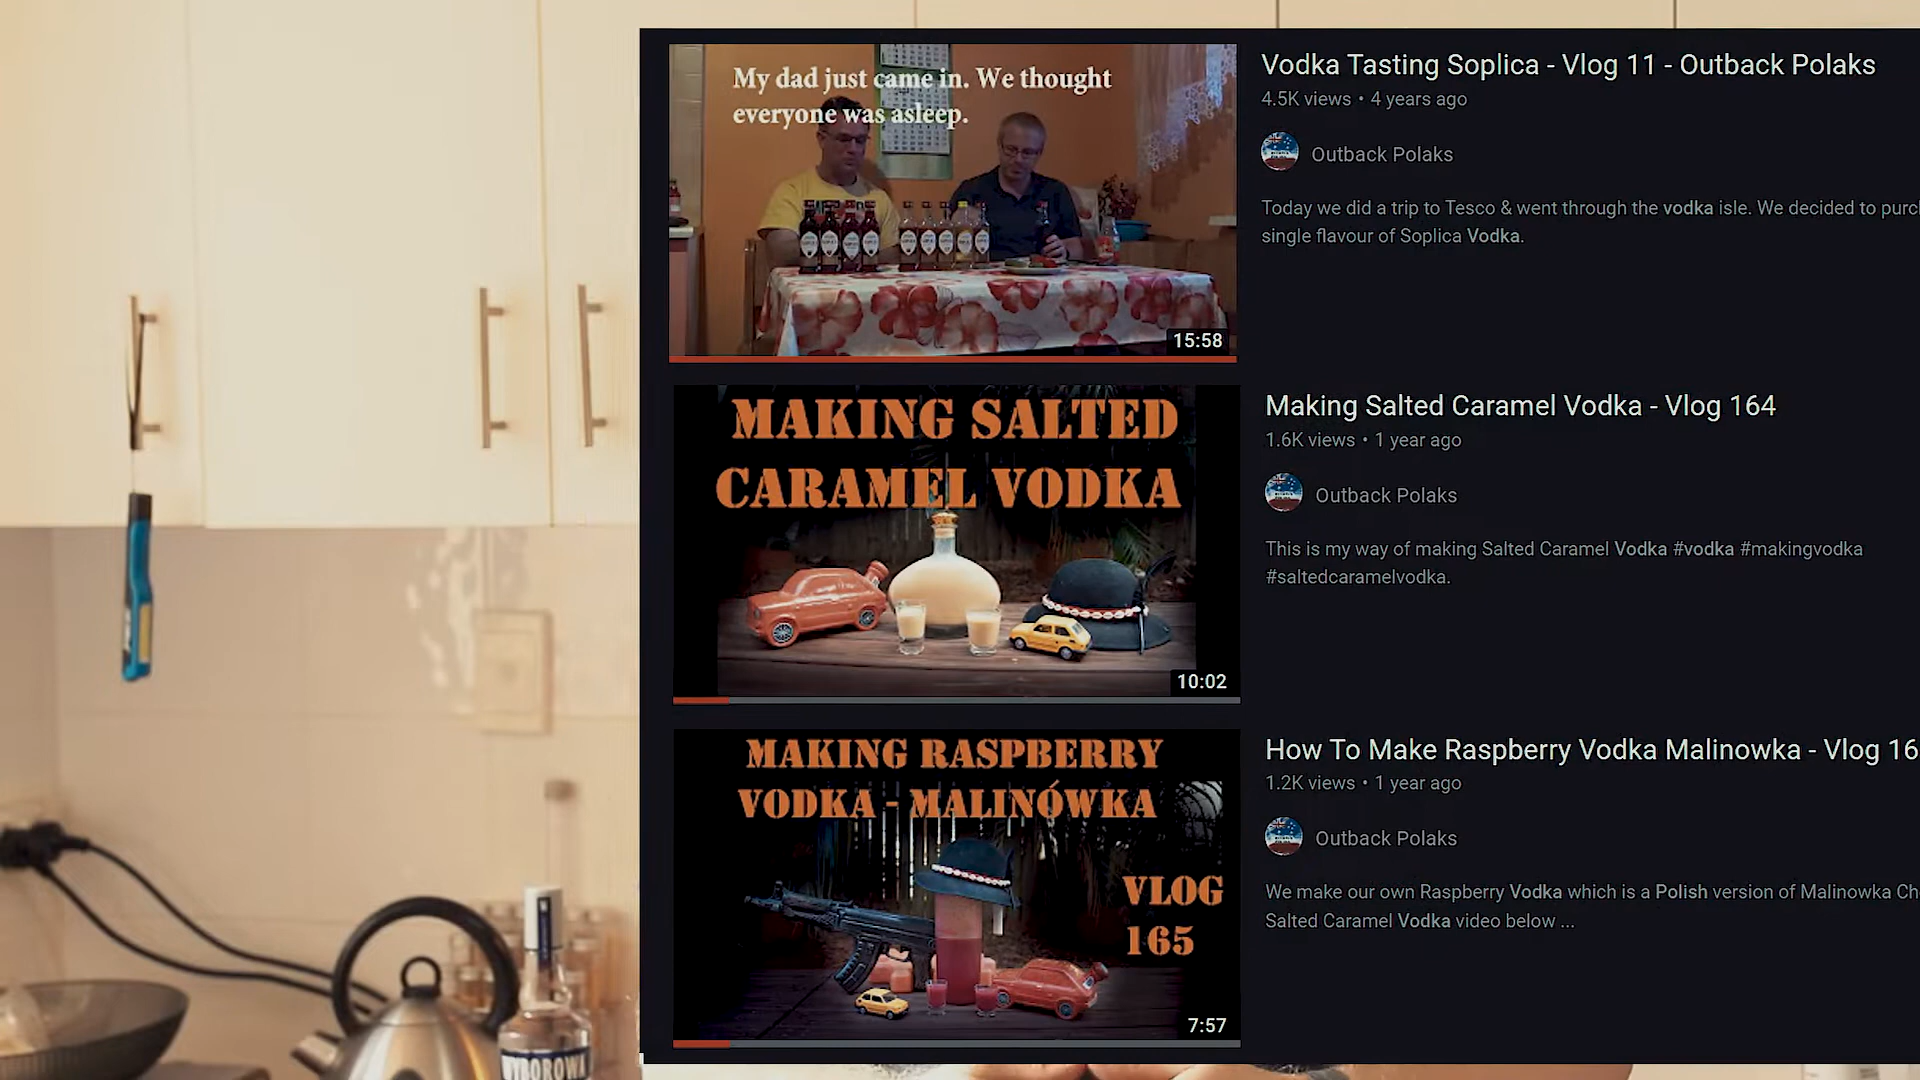 My dad just came in. We thought
everyone was asleep.
15:58
Vodka Tasting Soplica - Vlog 11 - Outback Polaks
4.5K views • 4 years ago
Outback Polaks
Today we did a trip to Tesco & went through the vodka isle. We decided to
single flavour of Soplica Vodka.
MAKING SALTED
CARAMEL VODKA
10:02
Making Salted Caramel Vodka - Vlog 164
1.6K views • 1 year ago
Outback Polaks
This is my way of making Salted Caramel Vodka #vodka #makingvodka
#saltedcaramelvodka.
MAKING RASPBERRY
VODKA - MALINÓWKA
VLOG
165
7:57
How To Make Raspberry Vodka Malinowka - Vlog 16
1.2K views • 1 year ago
Outback Polaks
We make our own Raspberry Vodka which is a Polish version of Malinowka
Salted Caramel Vodka video below ...
WYBOROWA